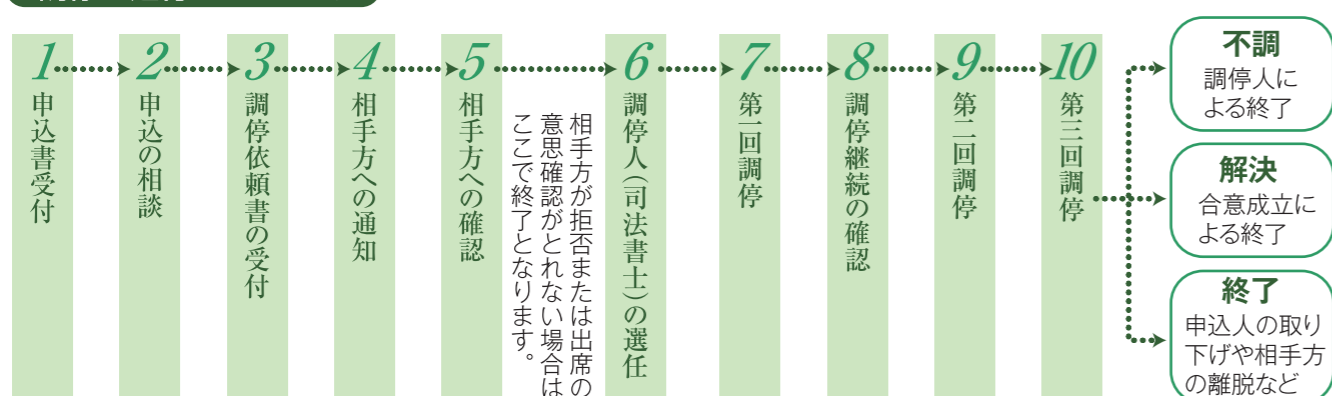 1
申込書受付
2
申込の相談
3
調停依頼書の受付
4
相手方への通知
5
相手方への確認
相手方が拒否または出席の
意思確認がとれない場合は
ここで終了となります。
6
調停人（司法書士）の選任
7
第一回調停
8
調停継続の確認
9
第二回調停
10
第三回調停
不調
調停人に
よる終了
解決
合意成立に
よる終了
終了
申込人の取り
下げや相手方
の離脱など